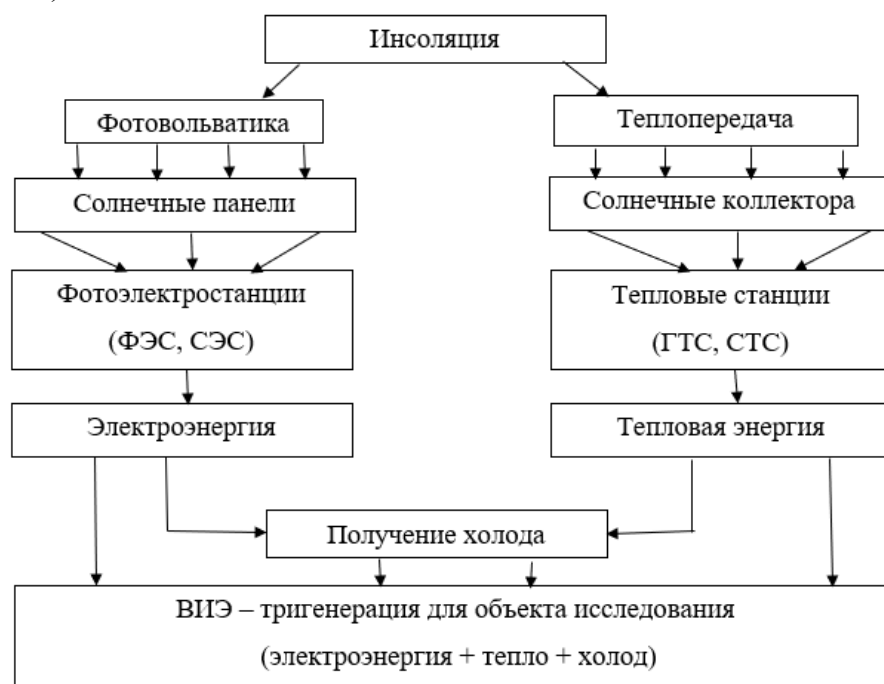 Инсоляция
Фотовольватика
Теплопередача
Солнечные панели
Солнечные коллектора
Фотоэлектростанции
(ФЭС, СЭС)
Тепловые станции
(ГТС, СТС)
Электроэнергия
Тепловая энергия
Получение холода
ВИЭ – тригенерация для объекта исследования
(электроэнергия + тепло + холод)